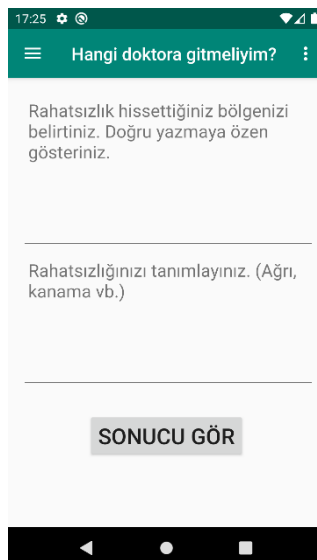 17:25
Hangi doktora gitmeliyim?
Rahatsızlık hissettiğiniz bölgenizi
belirtiniz. Doğru yazmaya özen
gösteriniz.
Rahatsızlığınızı tanımlayınız. (Ağrı,
kanama vb.)
SONUCU GÖR